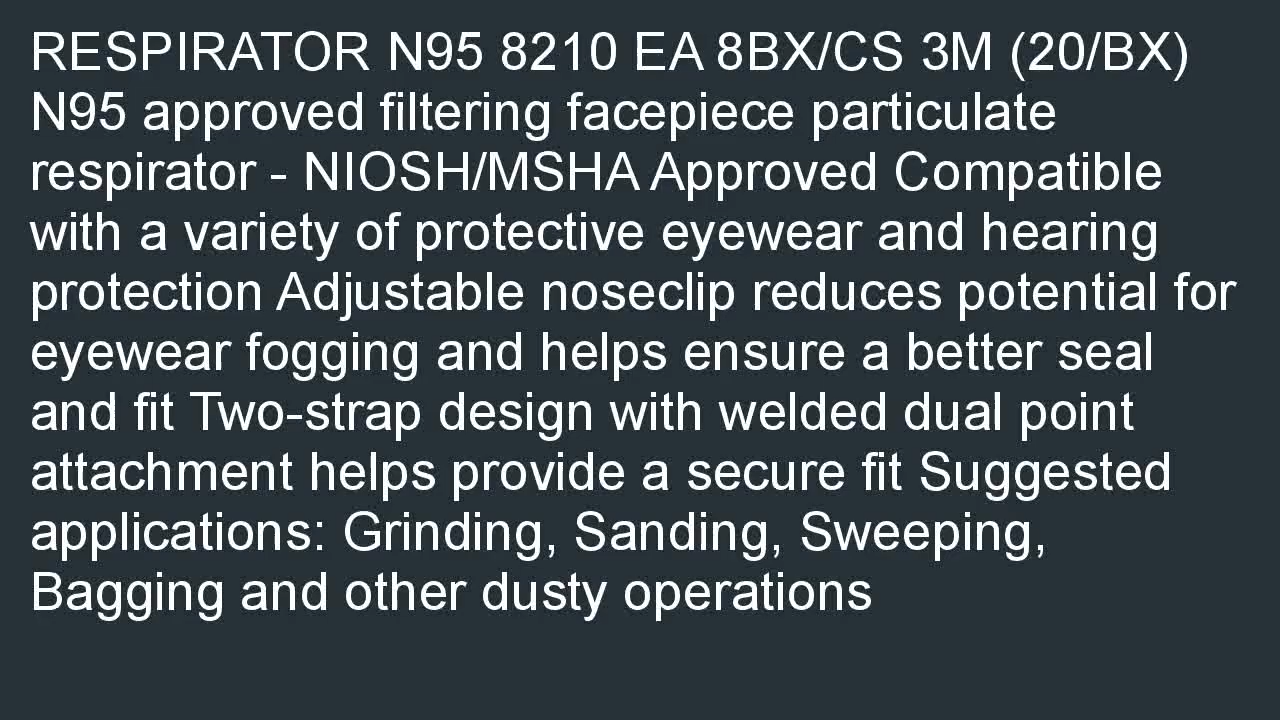 RESPIRATOR N95 8210 EA 8BX/CS 3M (20/BX)
N95 approved filtering facepiece particulate
respirator - NIOSH/MSHA Approved Compatible
with a variety of protective eyewear and hearing
protection Adjustable noseclip reduces potential for
eyewear fogging and helps ensure a better seal
and fit Two-strap design with welded dual point
attachment helps provide a secure fit Suggested
applications: Grinding, Sanding, Sweeping,
Bagging and other dusty operations